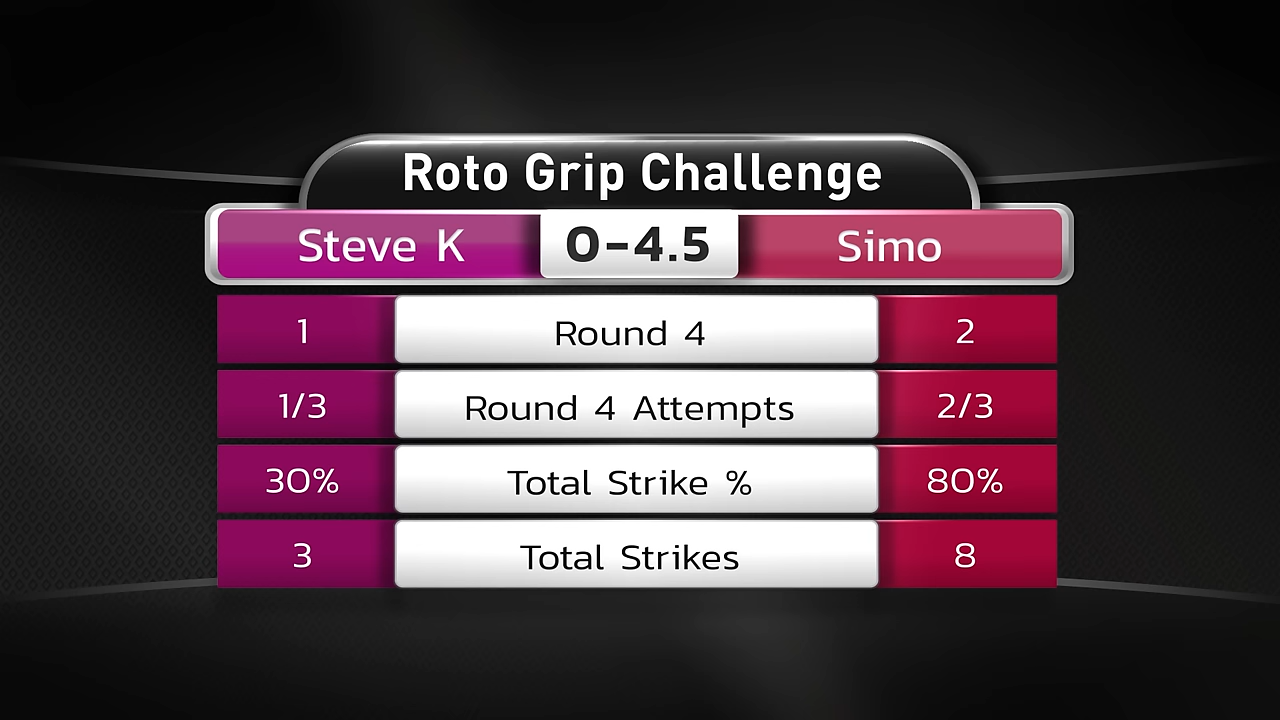 Roto Grip Challenge
Steve K 0-4.5 Simo
1 Round 4 2
1/3 Round 4 Attempts 2/3
30% Total Strike % 80%
3 Total Strikes 8